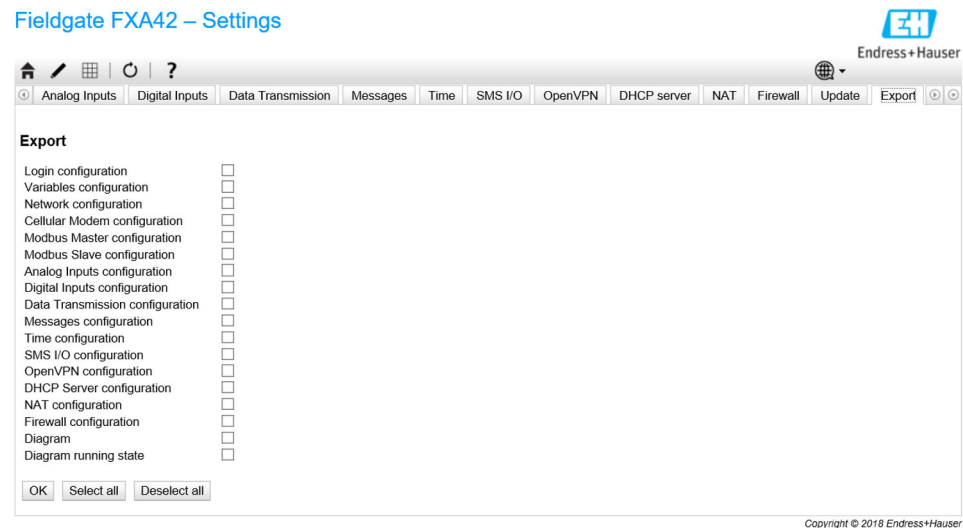 Fieldgate FXA42 – Settings
EH
Endress+Hauser
?
Analog Inputs Digital Inputs Data Transmission Messages Time SMS I/O OpenVPN DHCP server NAT Firewall Update Export
Export
Login configuration
Variables configuration
Network configuration
Cellular Modem configuration
Modbus Master configuration
Modbus Slave configuration
Analog Inputs configuration
Digital Inputs configuration
Data Transmission configuration
Messages configuration
Time configuration
SMS I/O configuration
OpenVPN configuration
DHCP Server configuration
NAT configuration
Firewall configuration
Diagram
Diagram running state
OK Select all Deselect all
Copyright © 2018 Endress+Hauser